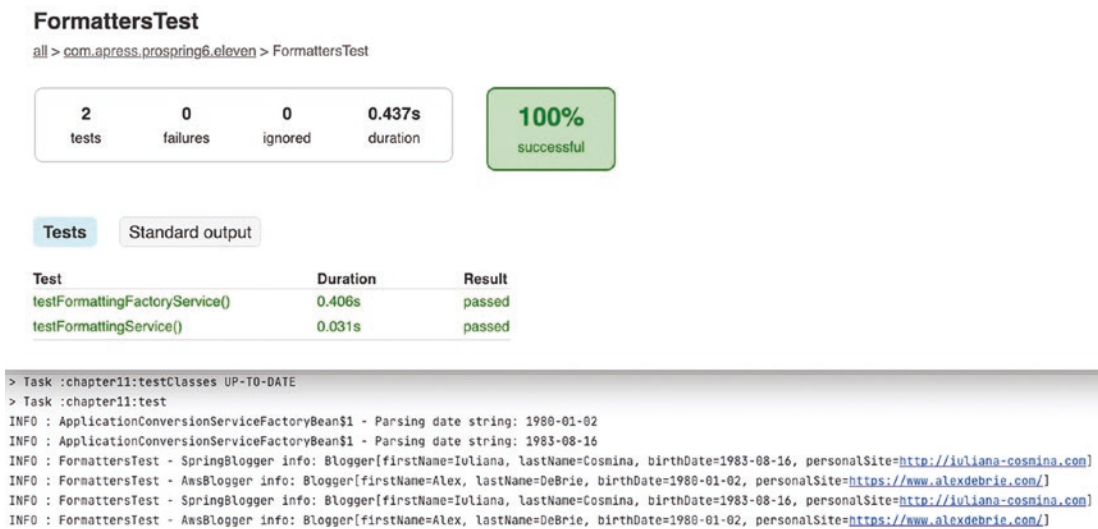 FormattersTest
all > com.apress.prospring6.eleven > FormattersTest
2 0 0 0.437s
tests failures ignored duration
100%
successful
Tests Standard output
Test Duration Result
testFormattingFactoryService() 0.406s passed
testFormattingService() 0.031s passed
> Task :chapter11:testClasses UP-TO-DATE
> Task :chapter11:test
INFO : ApplicationConversionServiceFactoryBean$1 - Parsing date string: 1980-01-02
INFO : ApplicationConversionServiceFactoryBean$1 - Parsing date string: 1983-08-16
INFO : FormattersTest - SpringBlogger info: Blogger[firstName=Iuliana, lastName=Cosmina, birthDate=1983-08-16, personalSite=http://iuliana-cosmina.com]
INFO : FormattersTest - AwsBlogger info: Blogger[firstName=Alex, lastName=DeBrie, birthDate=1980-01-02, personalSite=https://www.alexdebrie.com/]
INFO : FormattersTest - SpringBlogger info: Blogger[firstName=Iuliana, lastName=Cosmina, birthDate=1983-08-16, personalSite=http://iuliana-cosmina.com]
INFO : FormattersTest - AwsBlogger info: Blogger[firstName=Alex, lastName=DeBrie, birthDate=1980-01-02, personalSite=https://www.alexdebrie.com/]